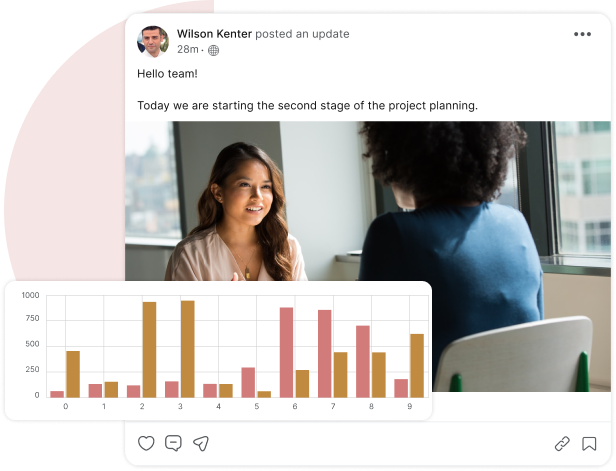 Wilson Kenter posted an update
28m ·
Hello team!
Today we are starting the second stage of the project planning.
1000
750
500
250
0
0 1 2 3 4 5 6 7 8 9